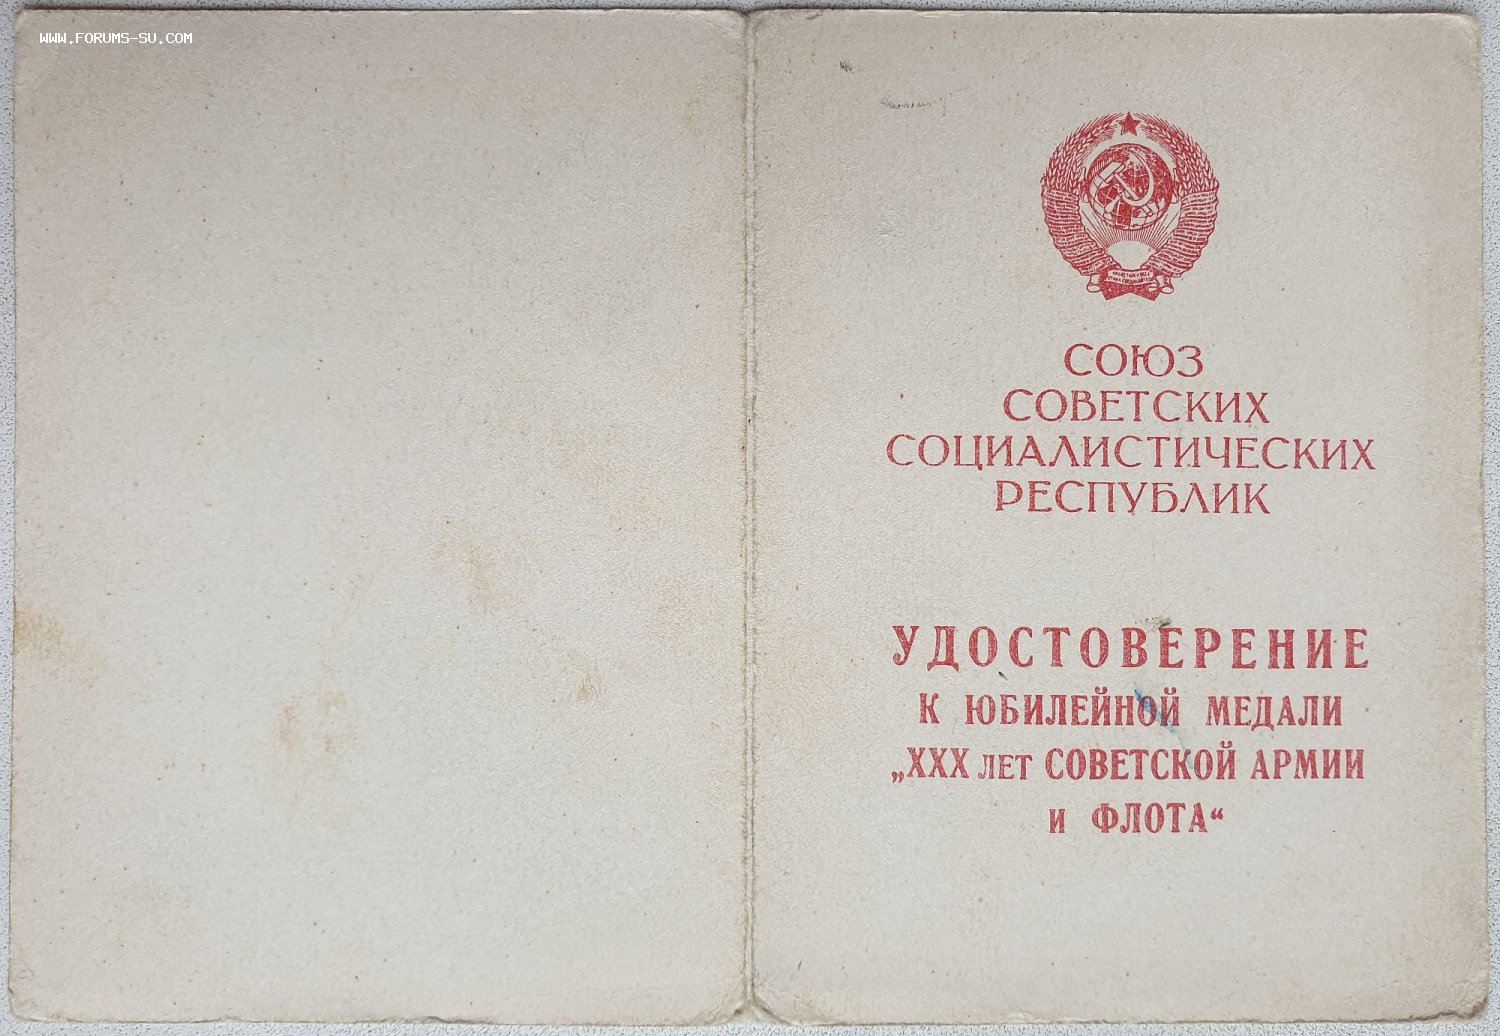 WWW.FORUMS-SU.COM
СОЮЗ
СОВЕТСКИХ
СОЦИАЛИСТИЧЕСКИХ
РЕСПУБЛИК
УДОСТОВЕРЕНИЕ
К ЮБИЛЕЙНОЙ МЕДАЛИ
„XXX ЛЕТ СОВЕТСКОЙ АРМИИ
И ФЛОТА“